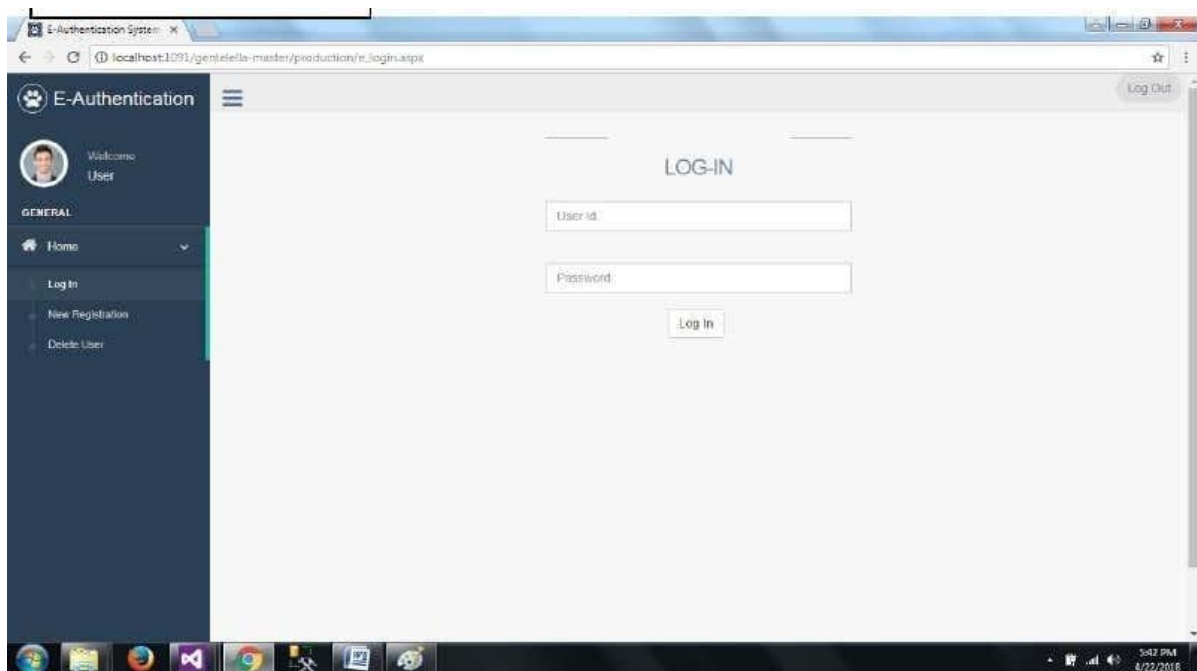 E-Authentication System
localhost:1091/gentelella-master/production/e_login.aspx
E-Authentication
Log Out
Welcome
User
LOG-IN
GENERAL
User Id
Home
Log In
Password
New Registration
Log In
Delete User
5:42 PM
4/22/2018